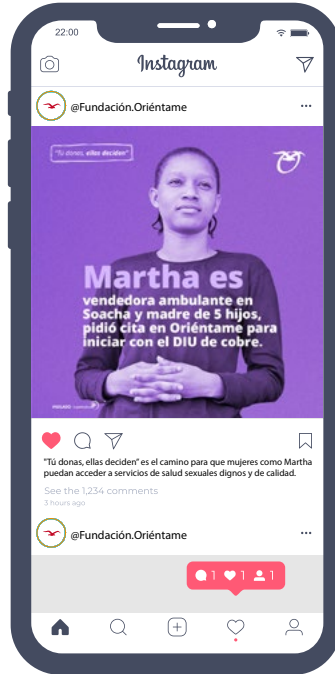 22:00
Instagram
@Fundación.Oriéntame
"Tú donas, ellas deciden"
Martha es
vendedora ambulante en
Soacha y madre de 5 hijos,
pidió cita en Oriéntame para
iniciar con el DIU de cobre.
"Tú donas, ellas deciden" es el camino para que mujeres como Martha
puedan acceder a servicios de salud sexuales dignos y de calidad.
See the 1,234 comments
3 hours ago
@Fundación.Oriéntame
1 1 1